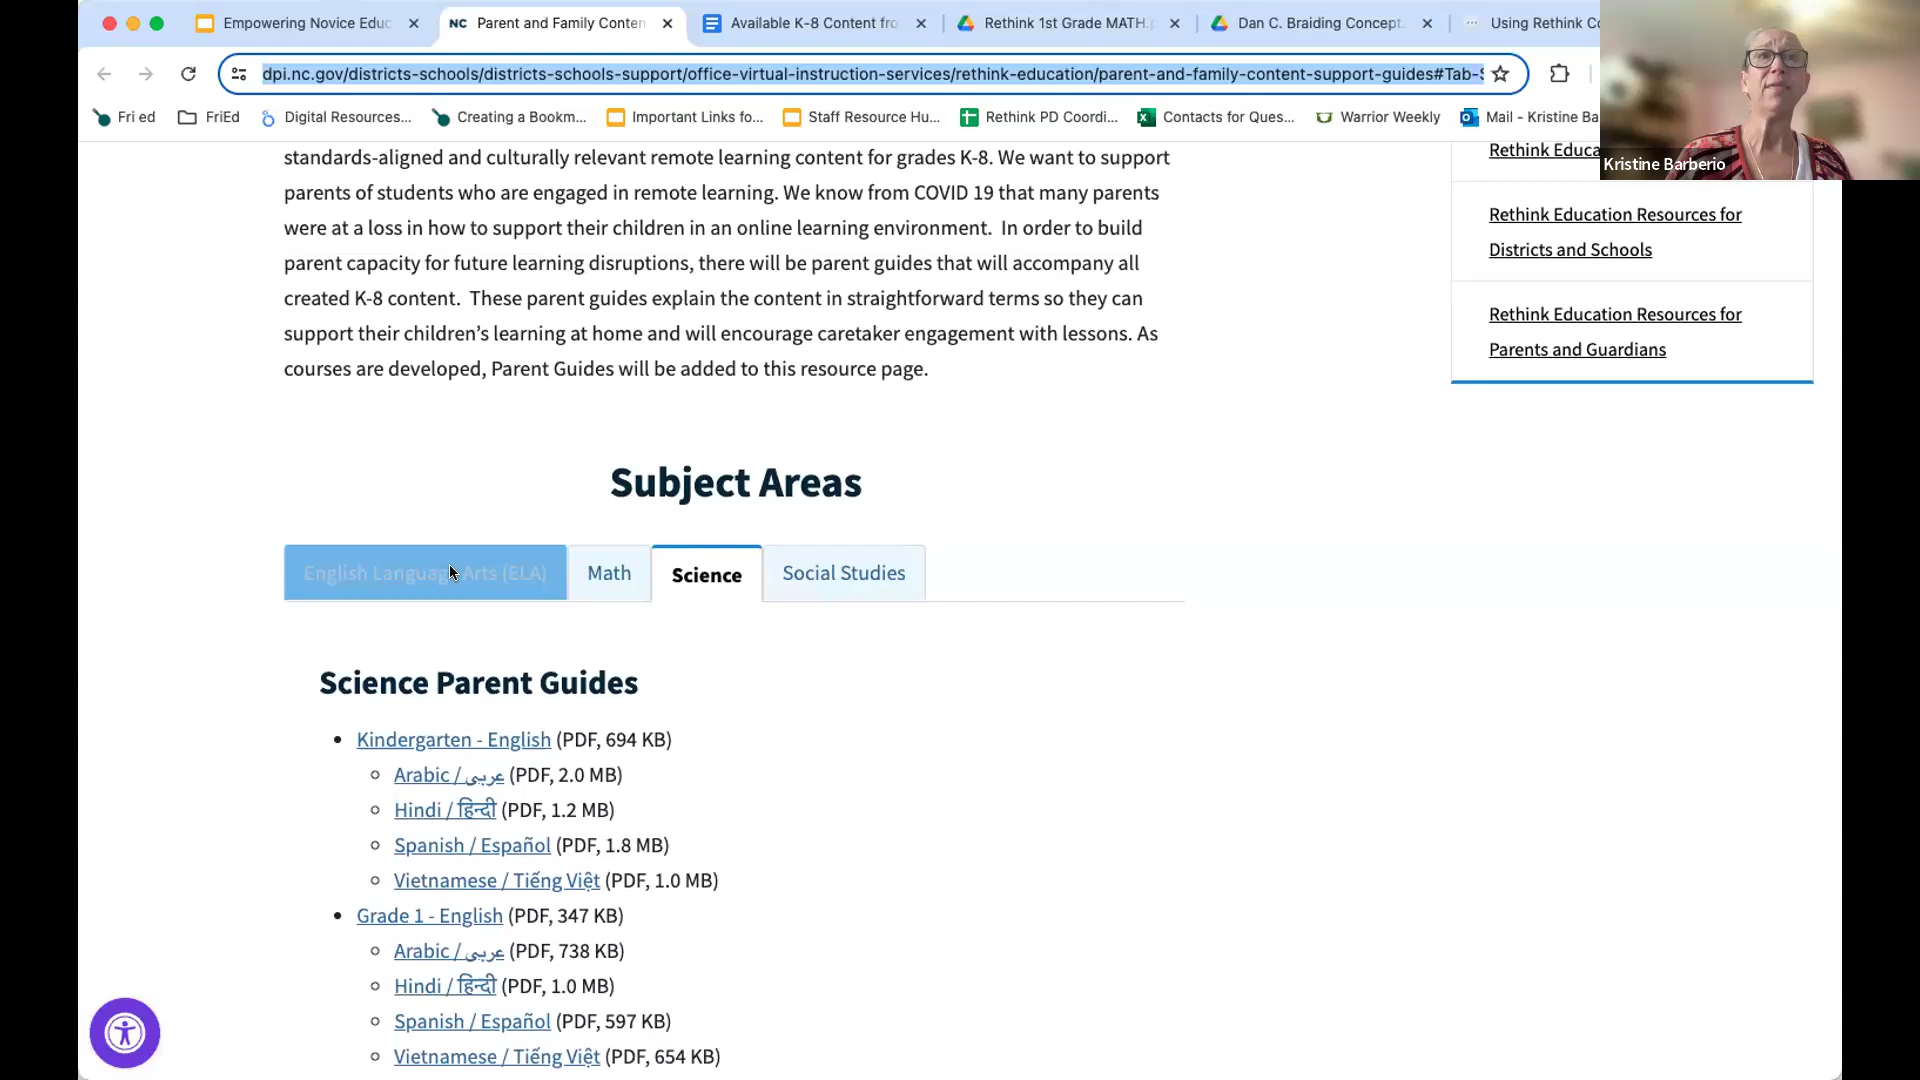 Empowering Novice Educ
Parent and Family Conten
Available K-8 Content fro
Rethink 1st Grade MATH.p
Dan C. Braiding Concept.
Using Rethink Co
dpi.nc.gov/districts-schools/districts-schools-support/office-virtual-instruction-services/rethink-education/parent-and-family-content-support-guides#Tab-S
Fri ed
FriEd
Digital Resources...
Creating a Bookm...
Important Links fo...
Staff Resource Hu...
Rethink PD Coordi...
Contacts for Ques...
Warrior Weekly
Mail - Kristine Ba
Kristine Barberio
standards-aligned and culturally relevant remote learning content for grades K-8. We want to support
parents of students who are engaged in remote learning. We know from COVID 19 that many parents
were at a loss in how to support their children in an online learning environment.  In order to build
parent capacity for future learning disruptions, there will be parent guides that will accompany all
created K-8 content.  These parent guides explain the content in straightforward terms so they can
support their children’s learning at home and will encourage caretaker engagement with lessons. As
courses are developed, Parent Guides will be added to this resource page.
Rethink Educa
Rethink Education Resources for
Districts and Schools
Rethink Education Resources for
Parents and Guardians
Subject Areas
English Language Arts (ELA)
Math
Science
Social Studies
Science Parent Guides
Kindergarten - English (PDF, 694 KB)
Arabic / عربى (PDF, 2.0 MB)
Hindi / हिन्दी (PDF, 1.2 MB)
Spanish / Español (PDF, 1.8 MB)
Vietnamese / Tiếng Việt (PDF, 1.0 MB)
Grade 1 - English (PDF, 347 KB)
Arabic / عربى (PDF, 738 KB)
Hindi / हिन्दी (PDF, 1.0 MB)
Spanish / Español (PDF, 597 KB)
Vietnamese / Tiếng Việt (PDF, 654 KB)